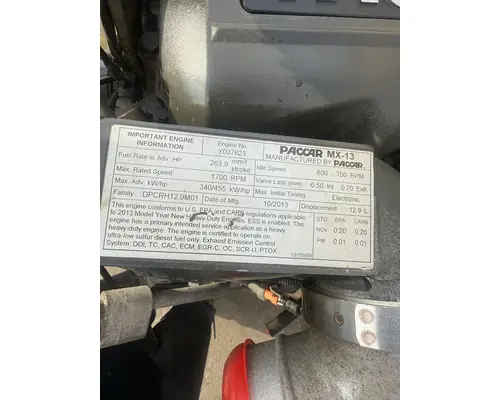 IMPORTANT ENGINE INFORMATION
Engine No. Y037623
PACCAR MX-13
MANUFACTURED BY PACCAR
Fuel Rate at Adv. HP 263.9 mm³/stroke
Idle Speed 600 - 700 RPM
Max. Rated Speed 1700 RPM
Valve Lash (mm) 0.50 Int 0.70 Exh
Max. Adv. kW/hp 340/455 kW/hp
Max. Initial Timing Electronic
Family DPCRH12.9M01
Date of Mfg. 10/2013
Displacement 12.9 L
This engine conforms to U.S. EPA and CARB regulations applicable
to 2013 Model Year New Heavy-Duty Engines. ESS is enabled. This
engine has a primary intended service application as a heavy
heavy-duty engine. The engine is certified to operate on
ultra low sulfur diesel fuel only. Exhaust Emission Control
System: DDI, TC, CAC, ECM, EGR-C, OC, SCR-U, PTOX
STD EPA CARB
NOx 0.20 0.20
PM 0.01 0.01